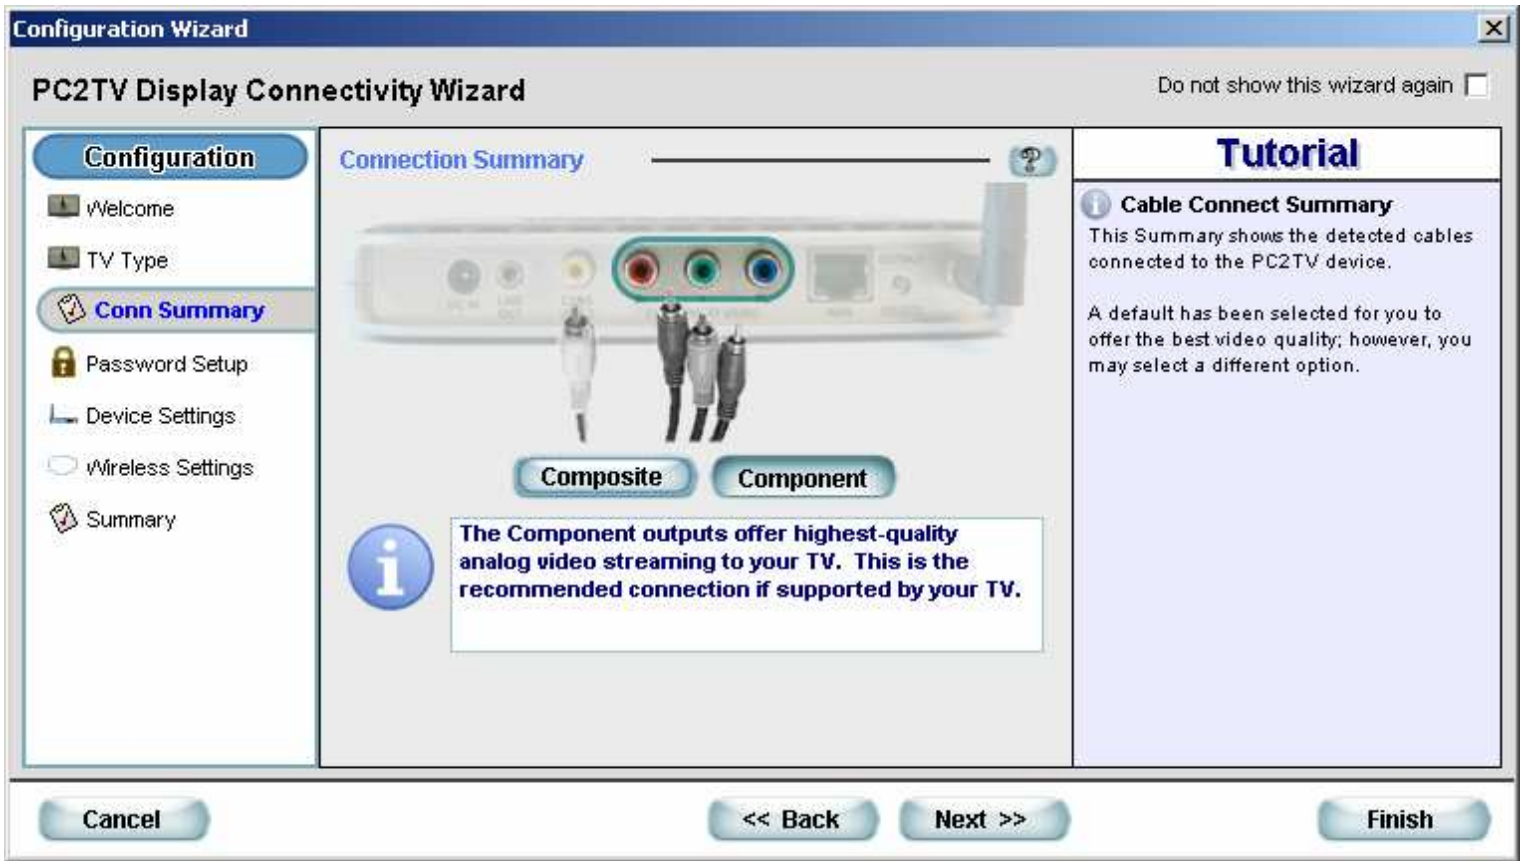 Configuration Wizard
PC2TV Display Connectivity Wizard
Do not show this wizard again
Configuration
Welcome
TV Type
Conn Summary
Password Setup
Device Settings
Wireless Settings
Summary
Connection Summary
?
Composite
Component
i
The Component outputs offer highest-quality
analog video streaming to your TV. This is the
recommended connection if supported by your TV.
Tutorial
i
Cable Connect Summary
This Summary shows the detected cables
connected to the PC2TV device.
A default has been selected for you to
offer the best video quality; however, you
may select a different option.
Cancel
<< Back
Next >>
Finish